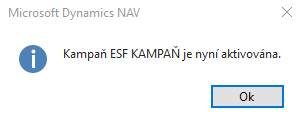 Microsoft Dynamics NAV
Kampaň ESF KAMPAŇ je nyní aktivována.
Ok